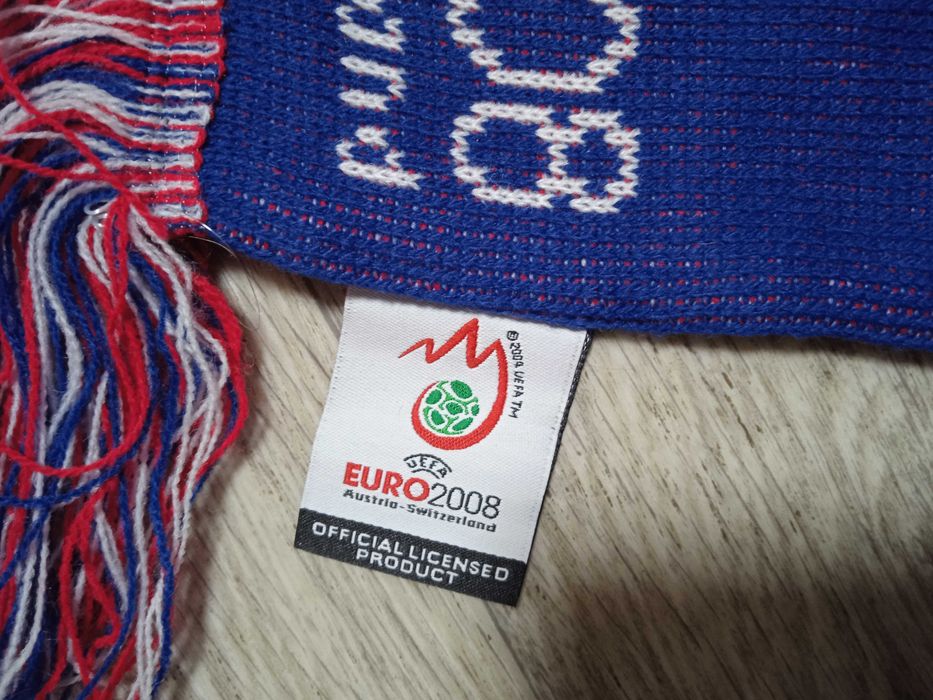 © 2004 UEFA TM
UEFA
EURO2008
Austria-Switzerland
OFFICIAL LICENSED
PRODUCT